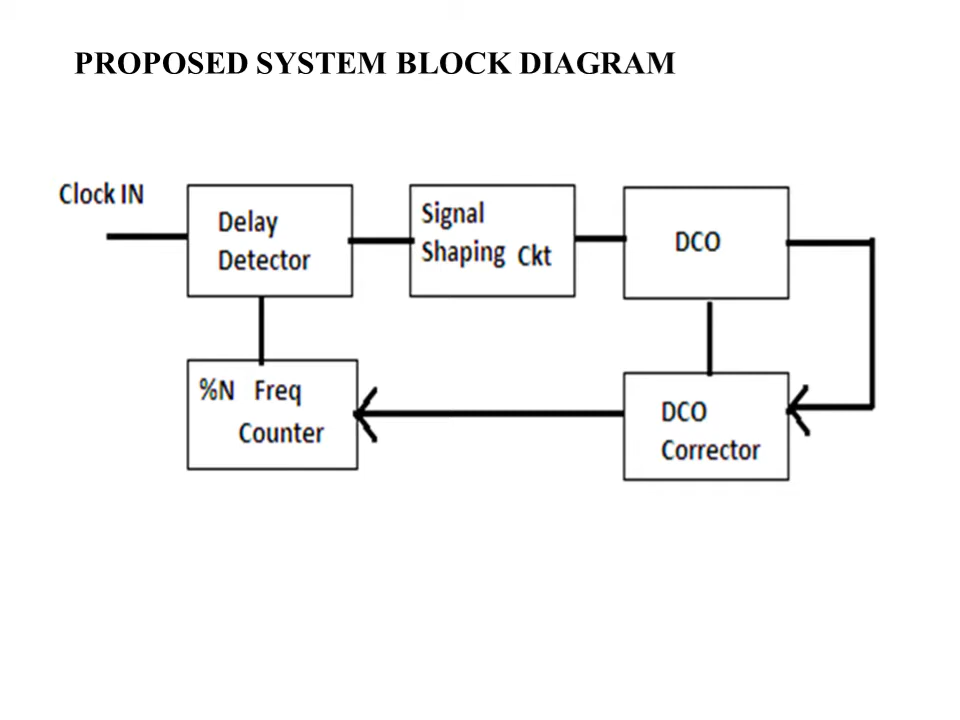 PROPOSED SYSTEM BLOCK DIAGRAM
Clock IN
Delay
Detector
Signal
Shaping Ckt
DCO
%N Freq
Counter
DCO
Corrector